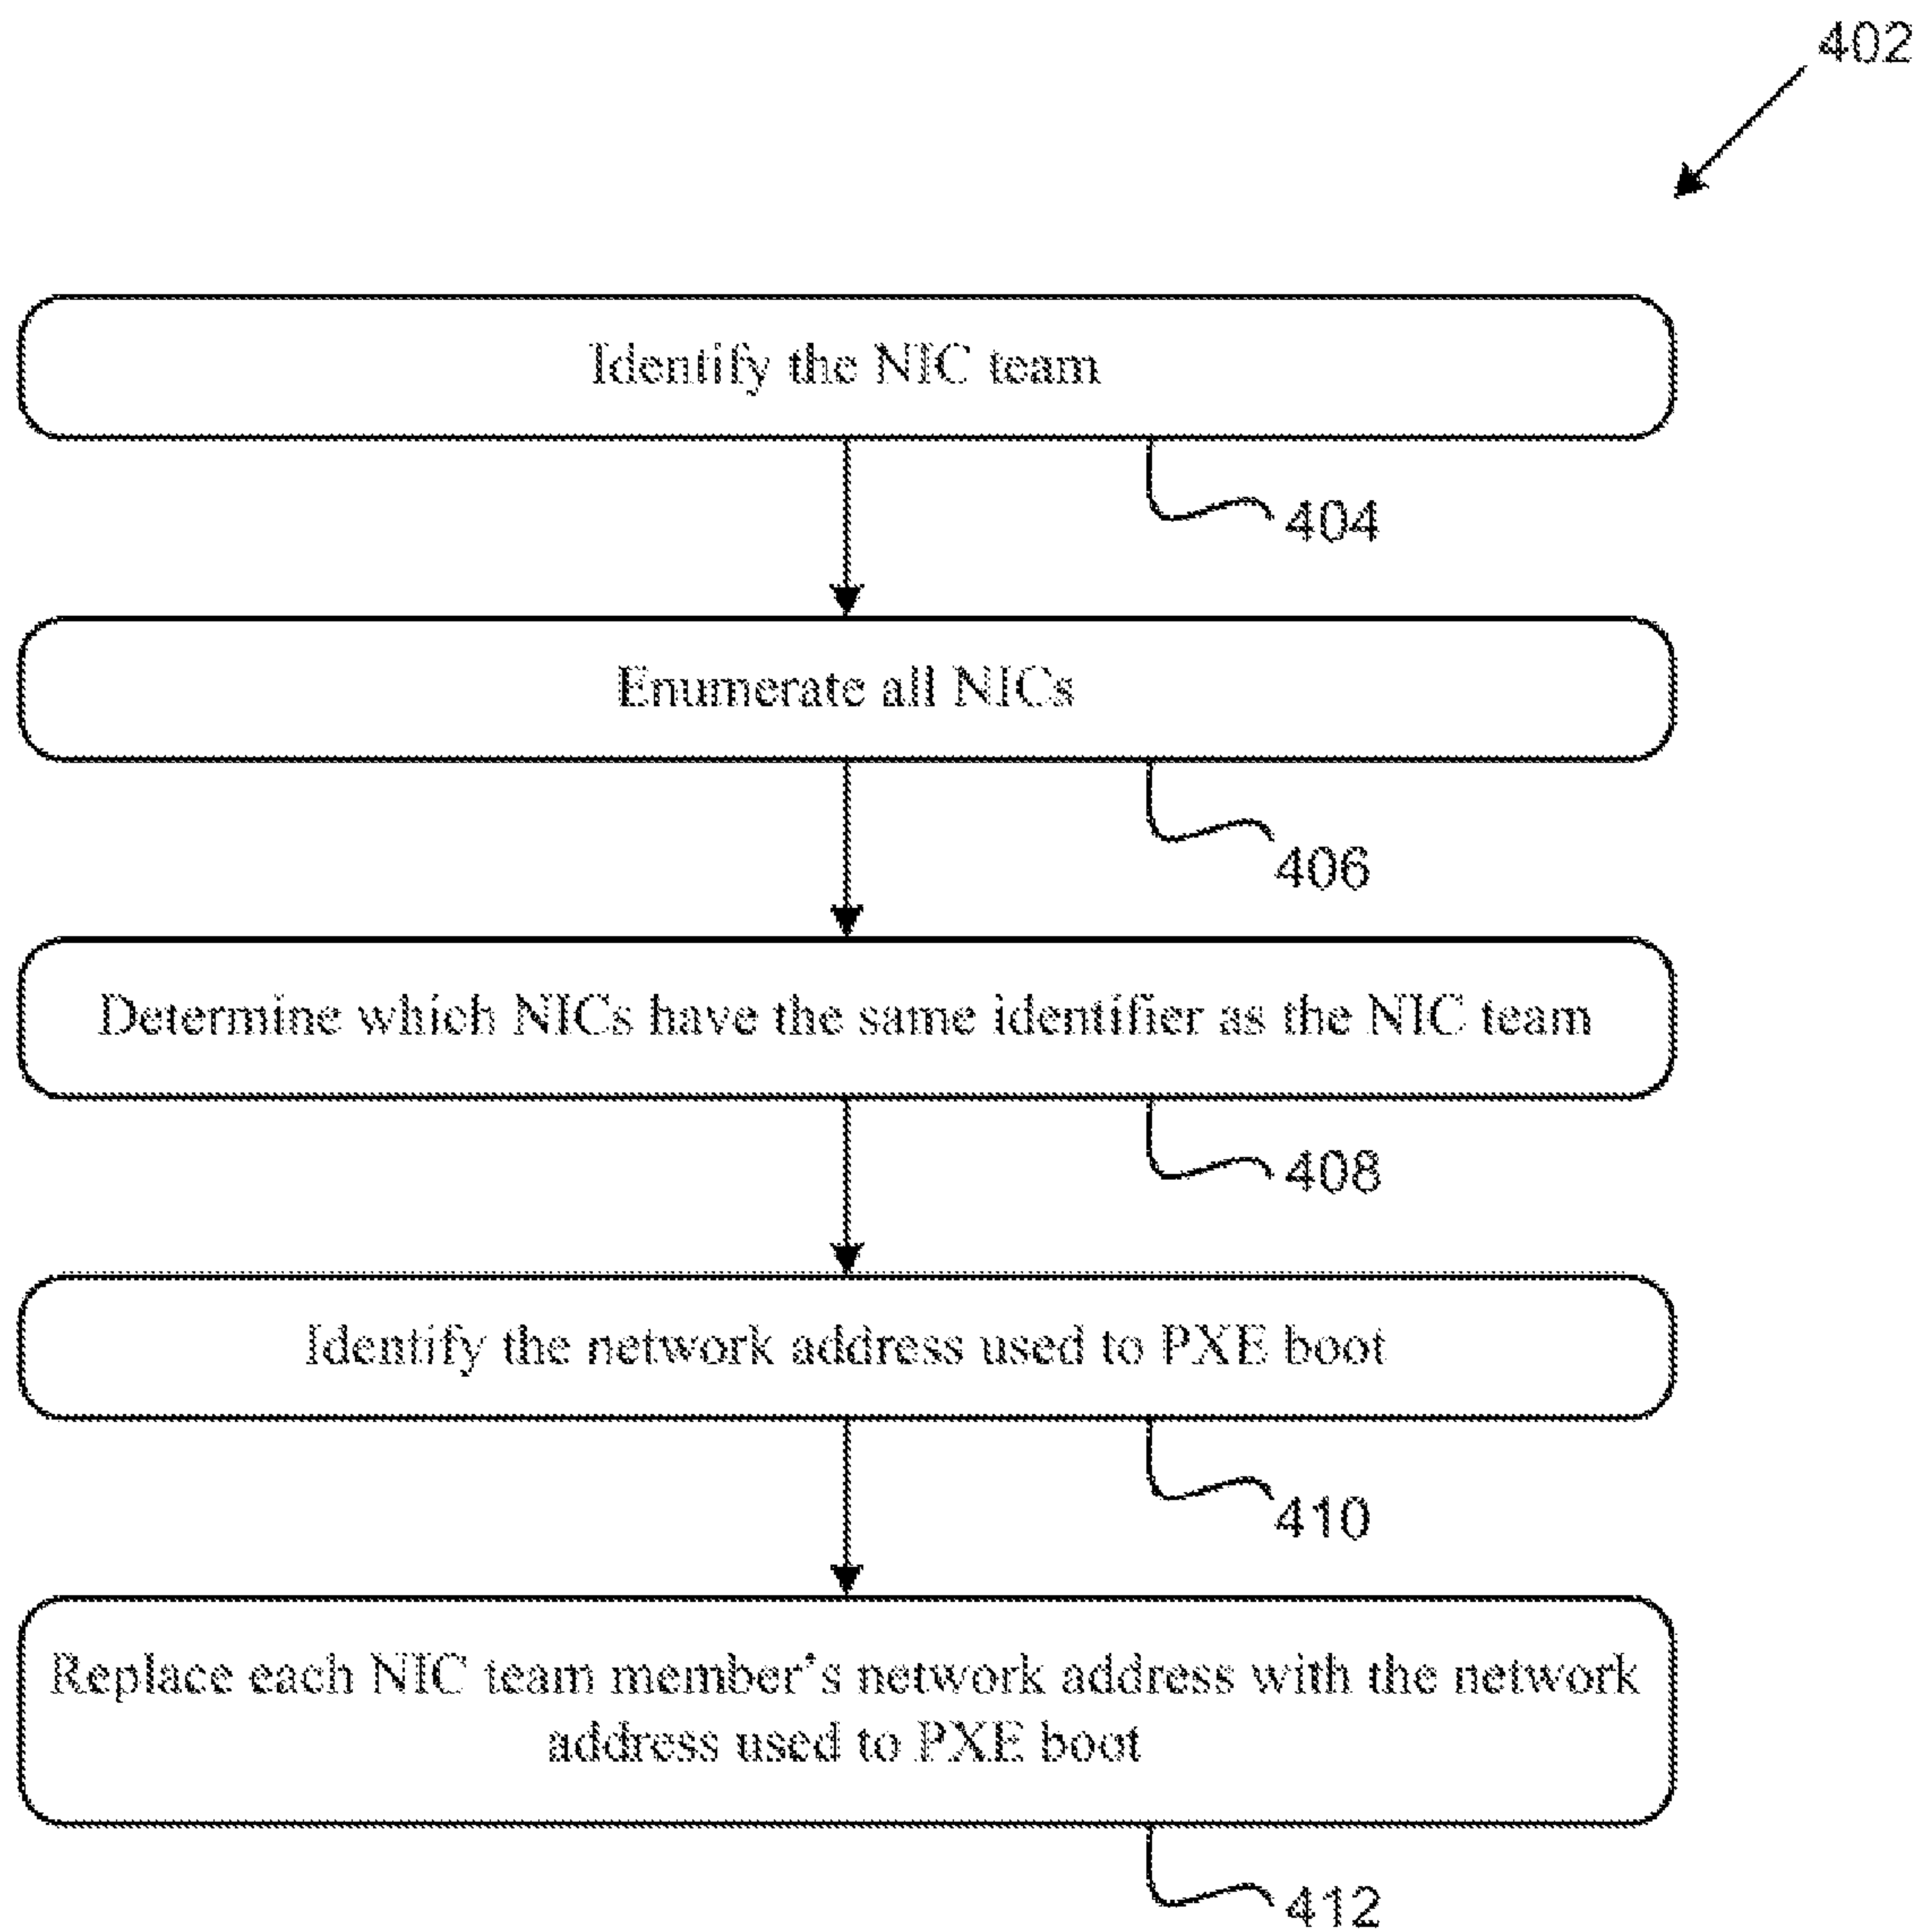 402
Identify the NIC team
404
Enumerate all NICs
406
Determine which NICs have the same identifier as the NIC team
408
Identify the network address used to PXE boot
410
Replace each NIC team member's network address with the network
address used to PXE boot
412